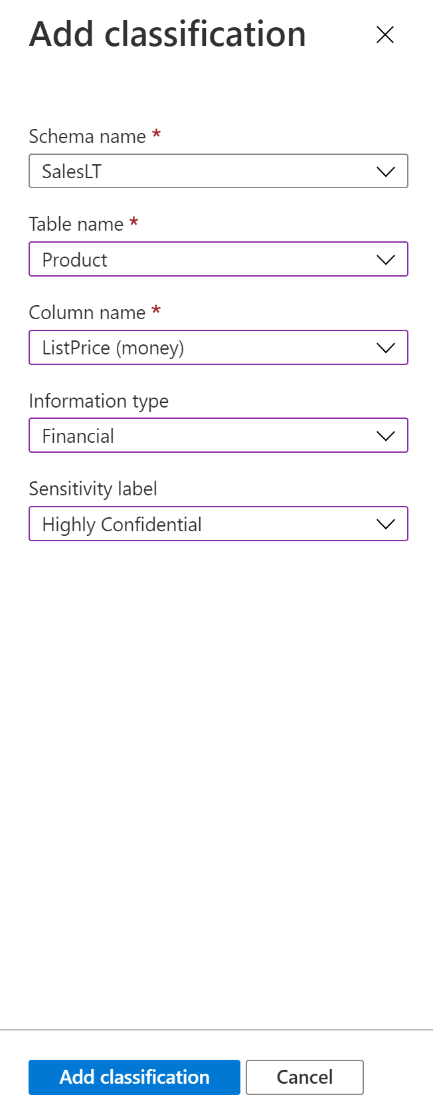 Add classification
Schema name *
SalesLT
Table name *
Product
Column name *
ListPrice (money)
Information type
Financial
Sensitivity label
Highly Confidential
Add classification Cancel